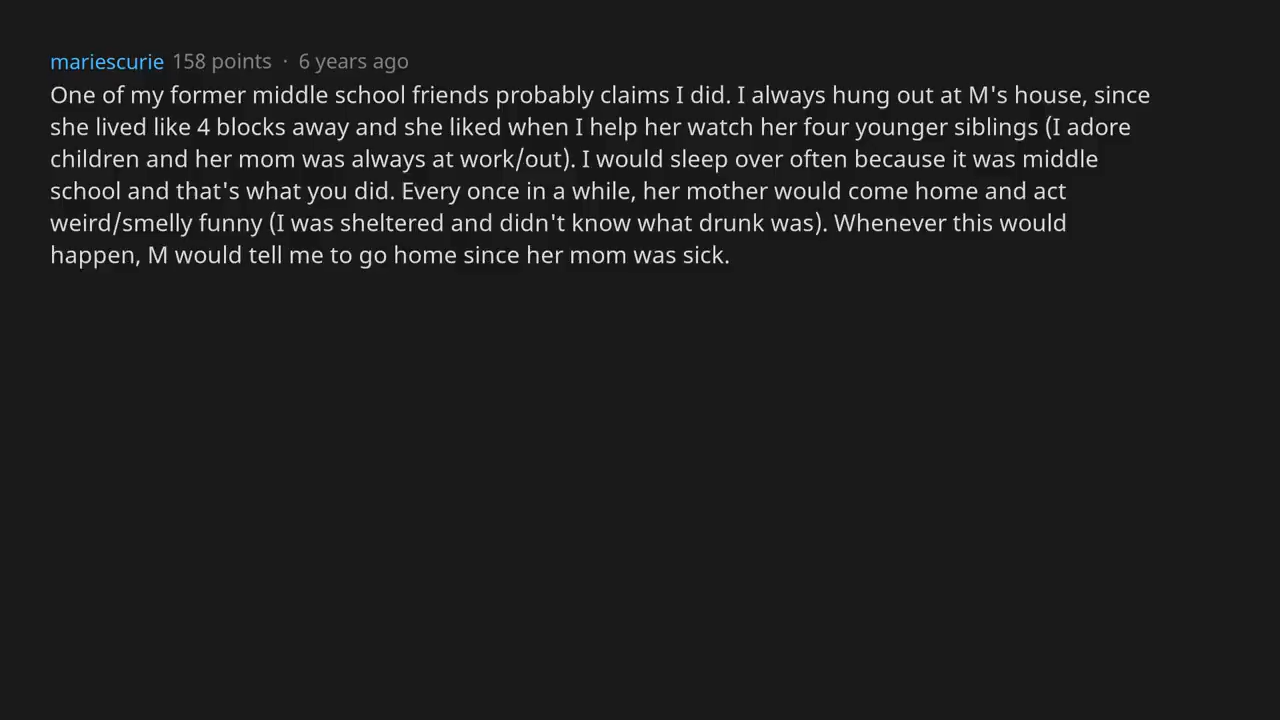 mariescurie 158 points · 6 years ago
One of my former middle school friends probably claims I did. I always hung out at M's house, since
she lived like 4 blocks away and she liked when I help her watch her four younger siblings (I adore
children and her mom was always at work/out). I would sleep over often because it was middle
school and that's what you did. Every once in a while, her mother would come home and act
weird/smelly funny (I was sheltered and didn't know what drunk was). Whenever this would
happen, M would tell me to go home since her mom was sick.